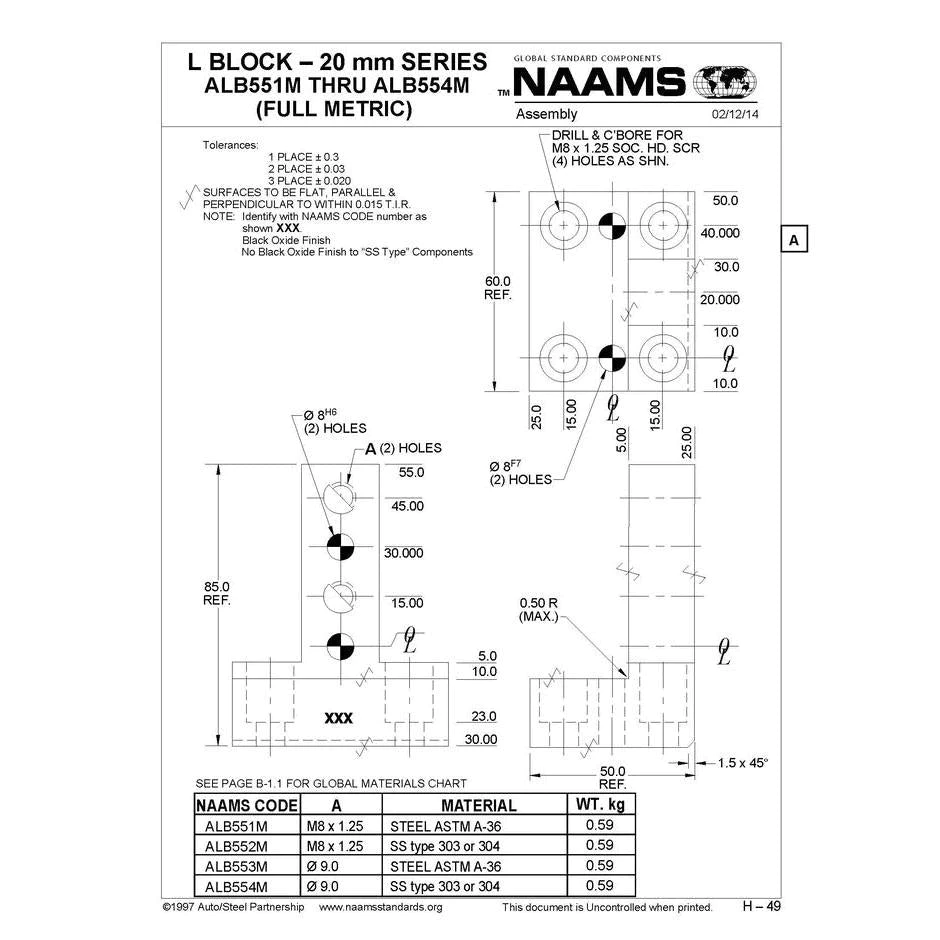 L BLOCK – 20 mm SERIES
ALB551M THRU ALB554M
(FULL METRIC)
GLOBAL STANDARD COMPONENTS
TM NAAMS
Assembly 02/12/14
Tolerances:
1 PLACE ± 0.3
2 PLACE ± 0.03
3 PLACE ± 0.020
SURFACES TO BE FLAT, PARALLEL &
PERPENDICULAR TO WITHIN 0.015 T.I.R.
NOTE: Identify with NAAMS CODE number as
shown XXX.
Black Oxide Finish
No Black Oxide Finish to "SS Type" Components
DRILL & C'BORE FOR
M8 x 1.25 SOC. HD. SCR
(4) HOLES AS SHN.
50.0
40.000
A
30.0
60.0
REF.
20.000
10.0
10.0
25.0
15.00
5.00
15.00
25.00
Ø 8F7
(2) HOLES
Ø 8H6
(2) HOLES
A (2) HOLES
55.0
45.00
30.000
15.00
85.0
REF.
5.0
10.0
23.0
30.00
XXX
0.50 R
(MAX.)
1.5 x 45°
50.0
REF.
SEE PAGE B-1.1 FOR GLOBAL MATERIALS CHART
NAAMS CODE A MATERIAL WT. kg
ALB551M M8 x 1.25 STEEL ASTM A-36 0.59
ALB552M M8 x 1.25 SS type 303 or 304 0.59
ALB553M Ø 9.0 STEEL ASTM A-36 0.59
ALB554M Ø 9.0 SS type 303 or 304 0.59
©1997 Auto/Steel Partnership www.naamsstandards.org This document is Uncontrolled when printed. H – 49